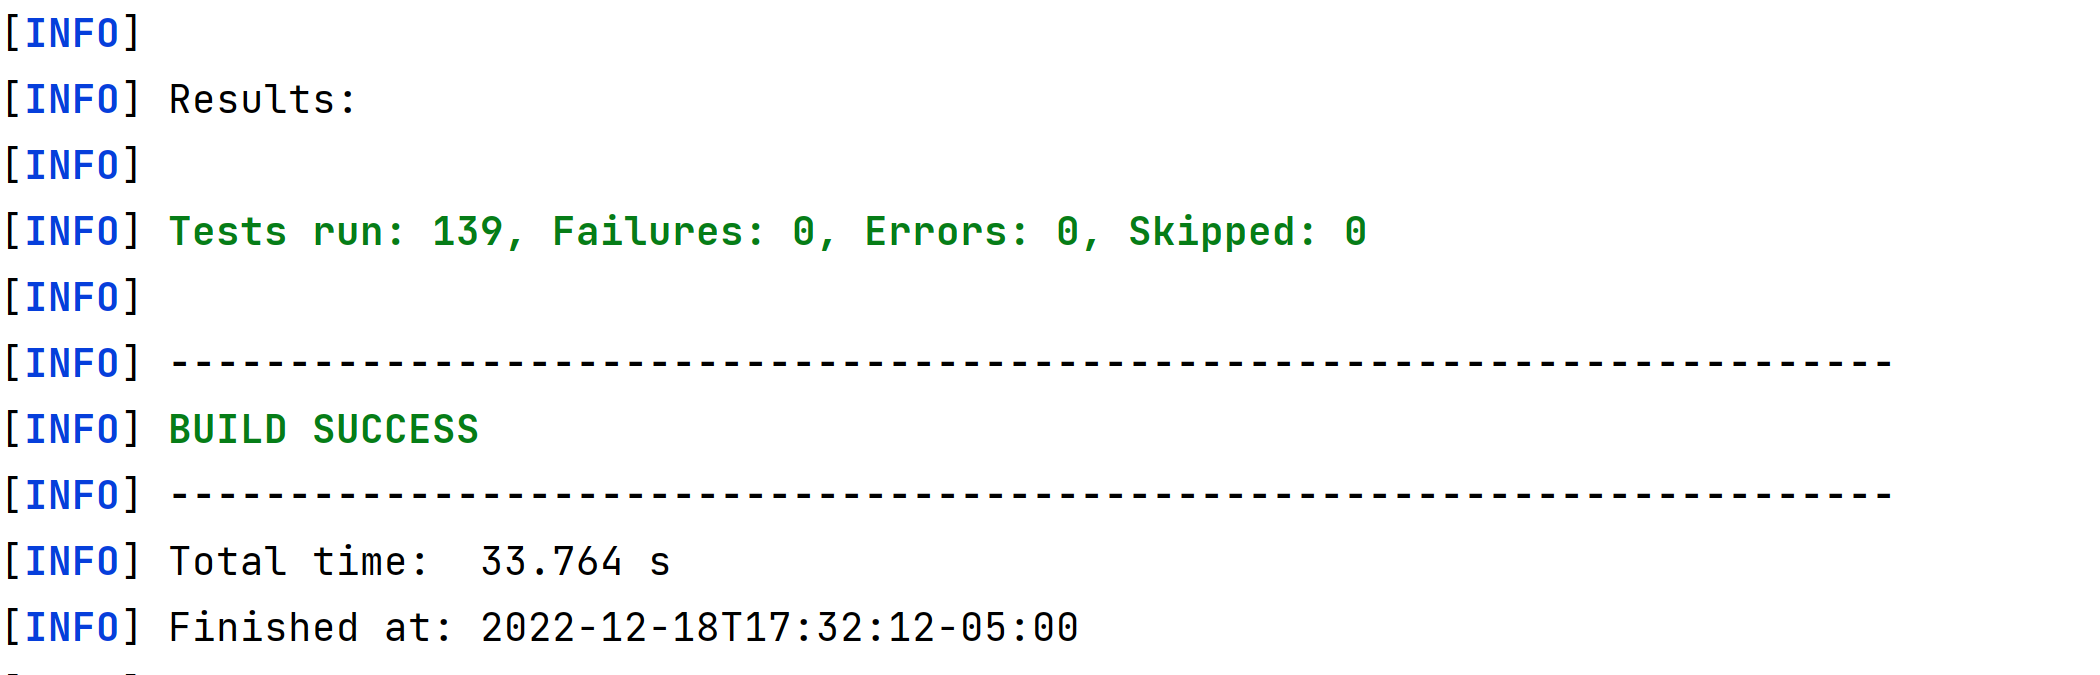 [INFO]
[INFO] Results:
[INFO]
[INFO] Tests run: 139, Failures: 0, Errors: 0, Skipped: 0
[INFO]
[INFO] ------------------------------------------------------------------------
[INFO] BUILD SUCCESS
[INFO] ------------------------------------------------------------------------
[INFO] Total time:  33.764 s
[INFO] Finished at: 2022-12-18T17:32:12-05:00